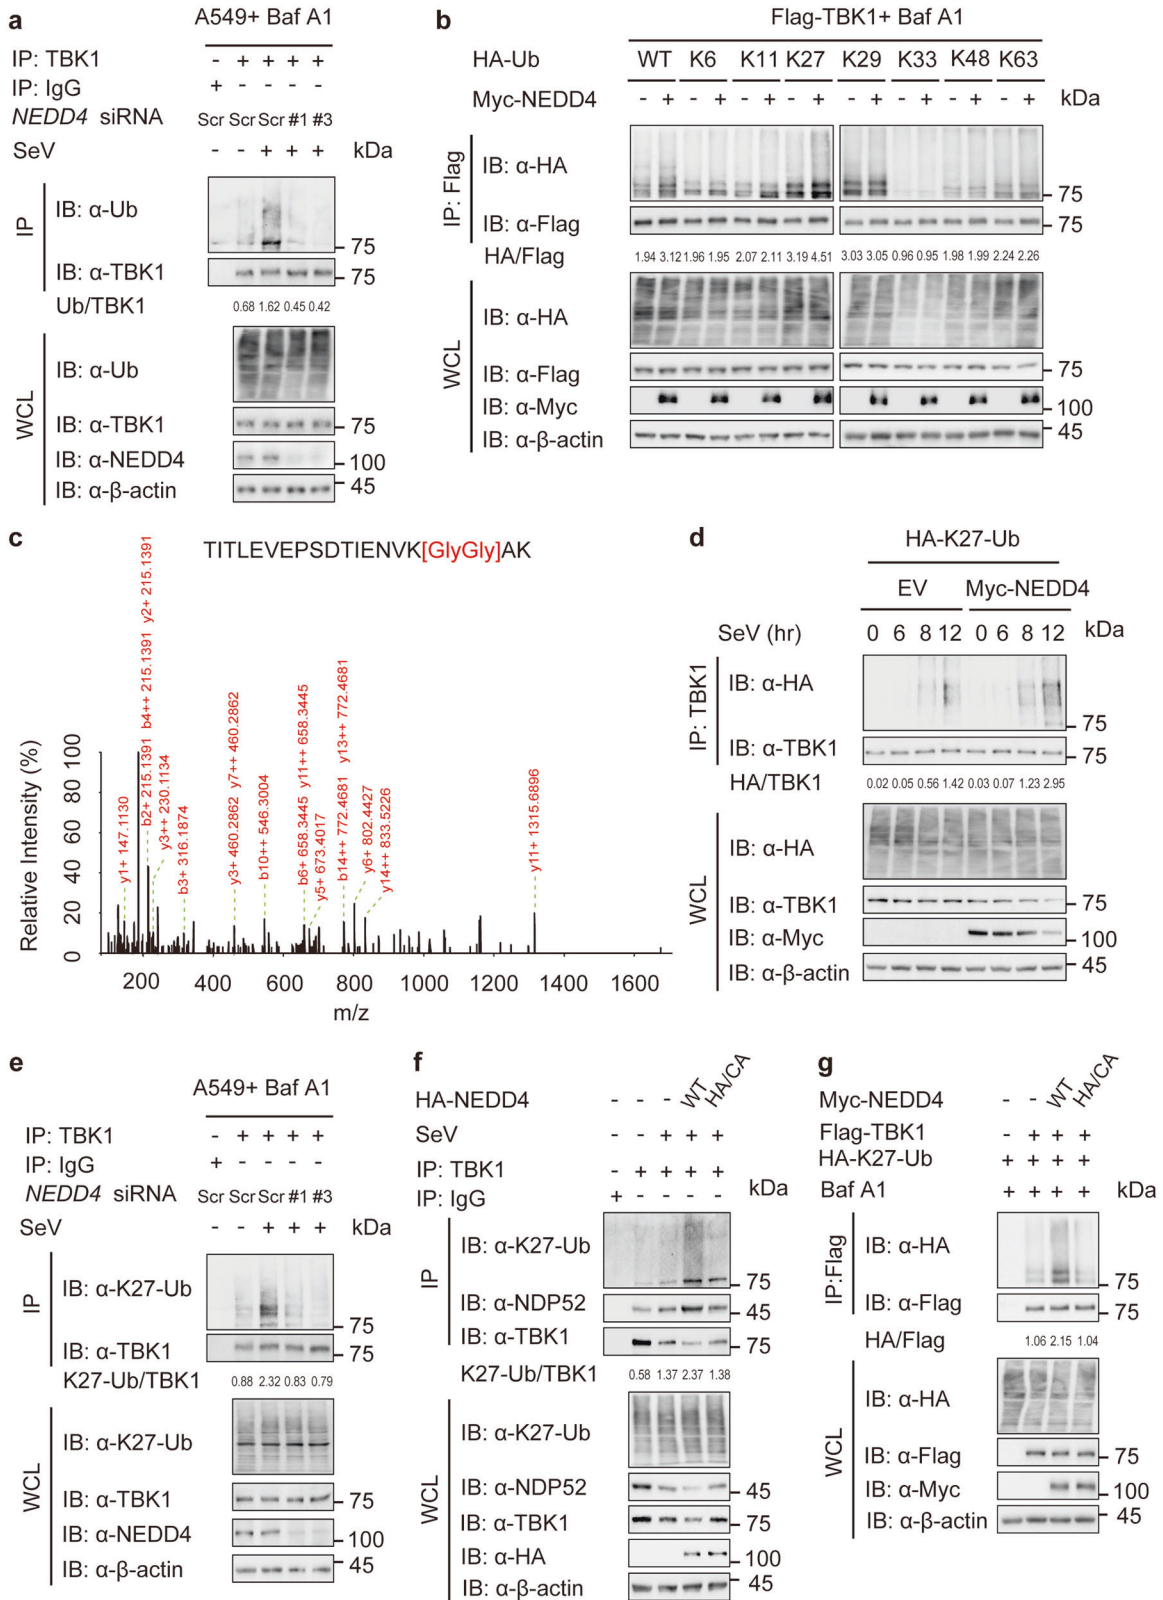 a
A549+ Baf A1
IP: TBK1 - + + + +
IP: IgG + - - - -
NEDD4 siRNA Scr Scr Scr #1 #3
SeV - - + + + kDa
IP
IB: α-Ub 75
IB: α-TBK1 75
Ub/TBK1 0.68 1.62 0.45 0.42
WCL
IB: α-Ub
IB: α-TBK1 75
IB: α-NEDD4 100
IB: α-β-actin 45
b
Flag-TBK1+ Baf A1
HA-Ub WT K6 K11 K27 K29 K33 K48 K63
Myc-NEDD4 - + - + - + - + - + - + - + - + kDa
IP: Flag
IB: α-HA 75
IB: α-Flag 75
HA/Flag 1.94 3.12 1.96 1.95 2.07 2.11 3.19 4.51 3.03 3.05 0.96 0.95 1.98 1.99 2.24 2.26
WCL
IB: α-HA
IB: α-Flag 75
IB: α-Myc 100
IB: α-β-actin 45
c
TITLEVEPSDTIENVK[GlyGly]AK
Relative Intensity (%)
100
80
60
40
20
0
y1+ 147.1130
b2+ 215.1391 b4++ 215.1391 y2+ 215.1391
y3++ 230.1134
b3+ 316.1874
y3+ 460.2862 y7++ 460.2862
b10++ 546.3004
b6+ 658.3445 y11++ 658.3445
y5+ 673.4017
b14++ 772.4681 y13++ 772.4681
y6+ 802.4427
y14++ 833.5226
y11+ 1315.6896
200 400 600 800 1000 1200 1400 1600
m/z
d
HA-K27-Ub
EV Myc-NEDD4
SeV (hr) 0 6 8 12 0 6 8 12 kDa
IP: TBK1
IB: α-HA 75
IB: α-TBK1 75
HA/TBK1 0.02 0.05 0.56 1.42 0.03 0.07 1.23 2.95
WCL
IB: α-HA
IB: α-TBK1 75
IB: α-Myc 100
IB: α-β-actin 45
e
A549+ Baf A1
IP: TBK1 - + + + +
IP: IgG + - - - -
NEDD4 siRNA Scr Scr Scr #1 #3
SeV - - + + + kDa
IP
IB: α-K27-Ub 75
IB: α-TBK1 75
K27-Ub/TBK1 0.88 2.32 0.83 0.79
WCL
IB: α-K27-Ub
IB: α-TBK1 75
IB: α-NEDD4 100
IB: α-β-actin 45
f
HA-NEDD4 - - - WT HA/CA
SeV - - + + +
IP: TBK1 - + + + +
IP: IgG + - - - - kDa
IP
IB: α-K27-Ub 75
IB: α-NDP52 45
IB: α-TBK1 75
K27-Ub/TBK1 0.58 1.37 2.37 1.38
WCL
IB: α-K27-Ub
IB: α-NDP52 45
IB: α-TBK1 75
IB: α-HA 100
IB: α-β-actin 45
g
Myc-NEDD4 - - WT HA/CA
Flag-TBK1 - + + +
HA-K27-Ub + + + +
Baf A1 + + + + kDa
IP:Flag
IB: α-HA 75
IB: α-Flag 75
HA/Flag 1.06 2.15 1.04
WCL
IB: α-HA
IB: α-Flag 75
IB: α-Myc 100
IB: α-β-actin 45